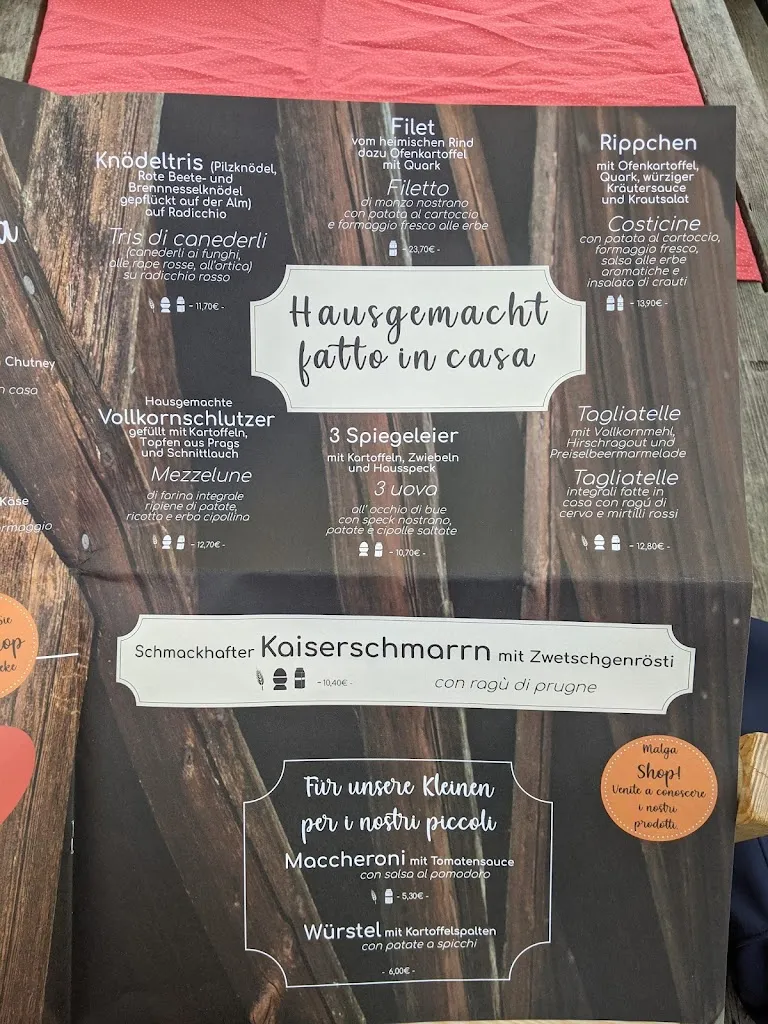 Knödeltris (Pilzknödel,
Rote Beete- und
Brennnesselknödel
gepflückt auf der Alm)
auf Radicchio
Tris di canederli
(canederli ai funghi,
alle rape rosse, all'ortica)
su radicchio rosso
- 11,70€ -
Filet
vom heimischen Rind
dazu Ofenkartoffel
mit Quark
Filetto
di manzo nostrano
con patata al cartoccio
e formaggio fresco alle erbe
- 23,70€ -
Rippchen
mit Ofenkartoffel,
Quark, würziger
Kräutersauce
und Krautsalat
Costicine
con patata al cartoccio,
formaggio fresco,
salsa alle erbe
aromatiche e
insalata di crauti
- 13,90€ -
a
Hausgemacht
fatto in casa
Chutney
casa
Hausgemachte
Vollkornschlutzer
gefüllt mit Kartoffeln,
Topfen aus Prags
und Schnittlauch
Mezzelune
di farina integrale
ripiene di patate,
ricotta e erba cipollina
- 12,70€ -
3 Spiegeleier
mit Kartoffeln, Zwiebeln
und Hausspeck
3 uova
all' occhio di bue
con speck nostrano,
patate e cipolle saltate
- 10,70€ -
Tagliatelle
mit Vollkornmehl,
Hirschragout und
Preiselbeermarmelade
Tagliatelle
integrali fatte in
casa con ragú di
cervo e mirtilli rossi
- 12,80€ -
Käse
Schmackhafter Kaiserschmarrn mit Zwetschgenrösti
- 10,40€ -
con ragù di prugne
Malga
Shop!
Venite a conoscere
i nostri
prodotti.
Für unsere Kleinen
per i nostri piccoli
Maccheroni mit Tomatensauce
con salsa al pomodoro
- 5,30€ -
Würstel mit Kartoffelspalten
con patate a spicchi
- 6,00€ -